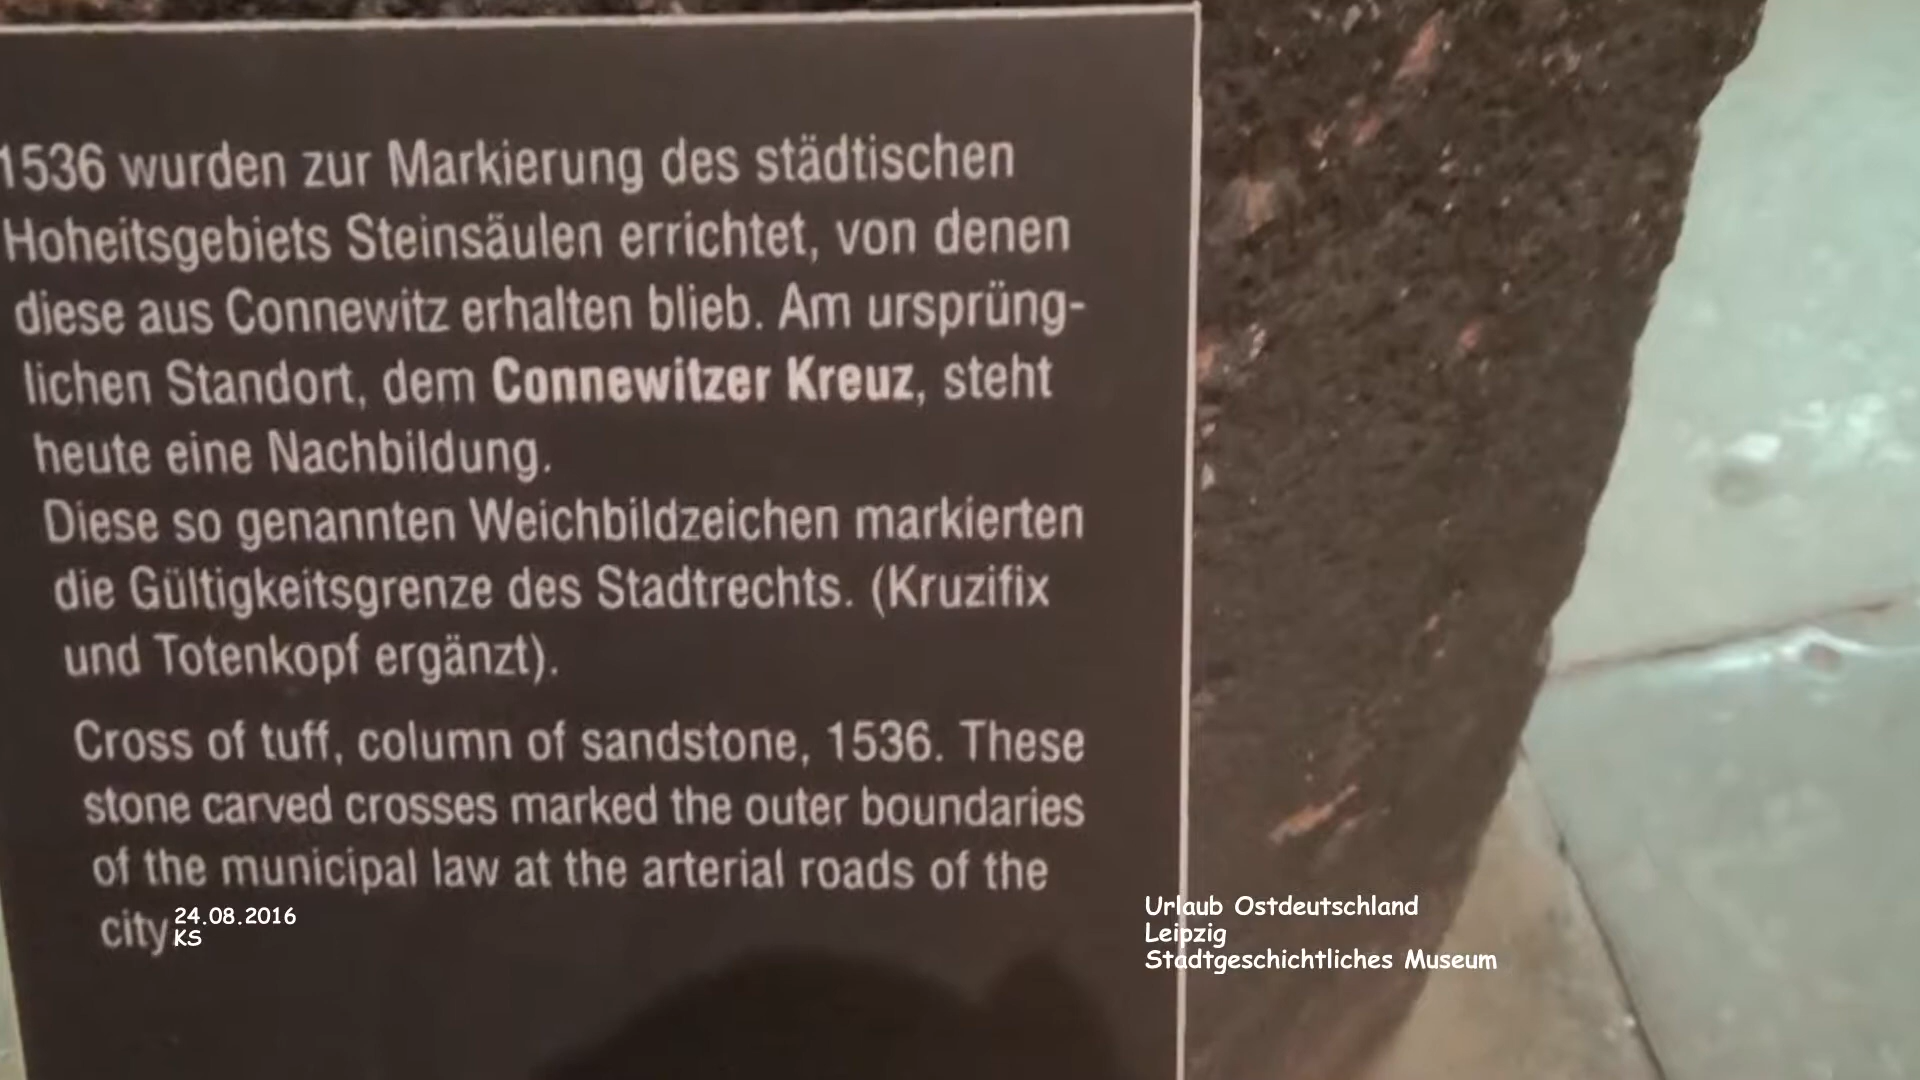 1536 wurden zur Markierung des städtischen
Hoheitsgebiets Steinsäulen errichtet, von denen
diese aus Connewitz erhalten blieb. Am ursprüng-
lichen Standort, dem Connewitzer Kreuz, steht
heute eine Nachbildung.
Diese so genannten Weichbildzeichen markierten
die Gültigkeitsgrenze des Stadtrechts. (Kruzifix
und Totenkopf ergänzt).
Cross of tuff, column of sandstone, 1536. These
stone carved crosses marked the outer boundaries
of the municipal law at the arterial roads of the
city
24.08.2016
KS
Urlaub Ostdeutschland
Leipzig
Stadtgeschichtliches Museum